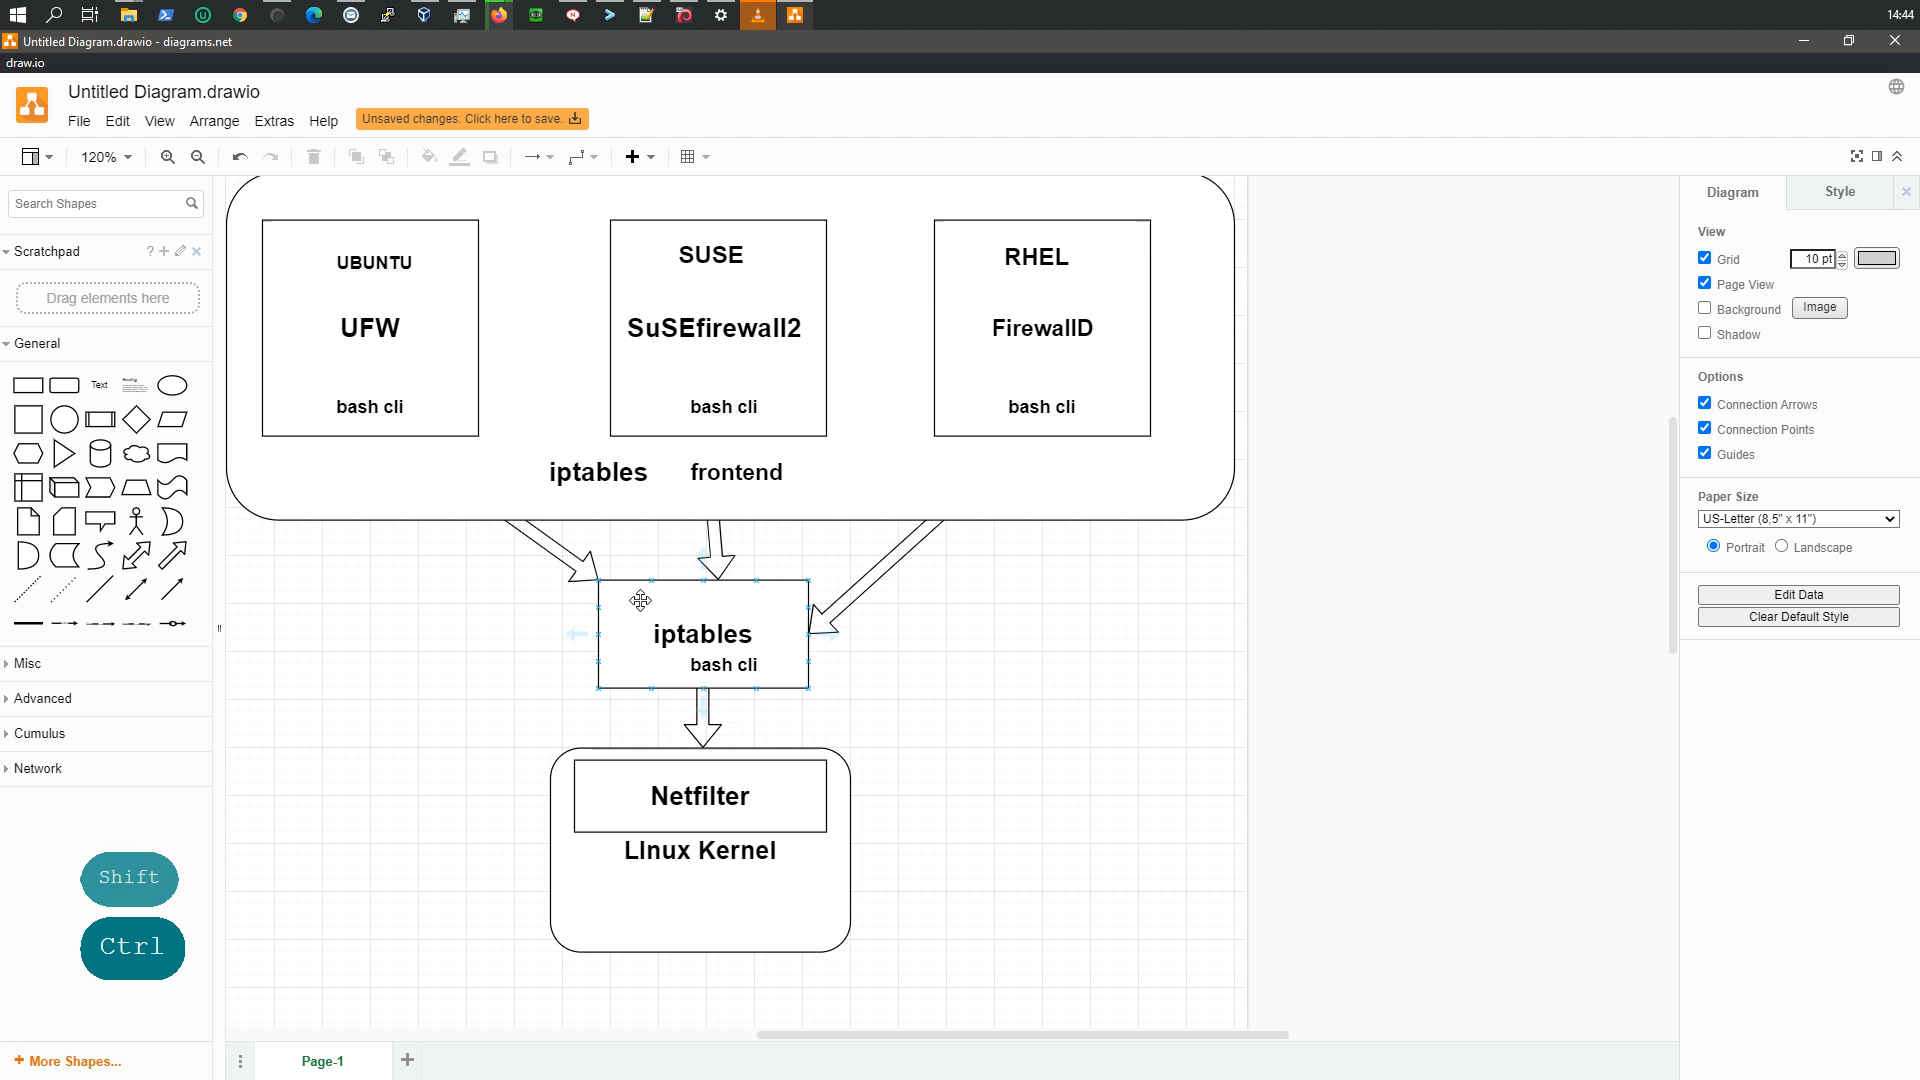 14:44
Untitled Diagram.drawio - diagrams.net
draw.io
Untitled Diagram.drawio
File Edit View Arrange Extras Help Unsaved changes. Click here to save.
120%
Search Shapes
Scratchpad ?
Drag elements here
General
Text Heading
Misc
Advanced
Cumulus
Network
Shift
Ctrl
+ More Shapes...
UBUNTU
UFW
bash cli
SUSE
SuSEfirewall2
bash cli
RHEL
FirewallD
bash cli
iptables frontend
iptables
bash cli
Netfilter
LInux Kernel
Page-1
Diagram Style
View
Grid 10 pt
Page View
Background Image
Shadow
Options
Connection Arrows
Connection Points
Guides
Paper Size
US-Letter (8,5" x 11")
Portrait Landscape
Edit Data
Clear Default Style